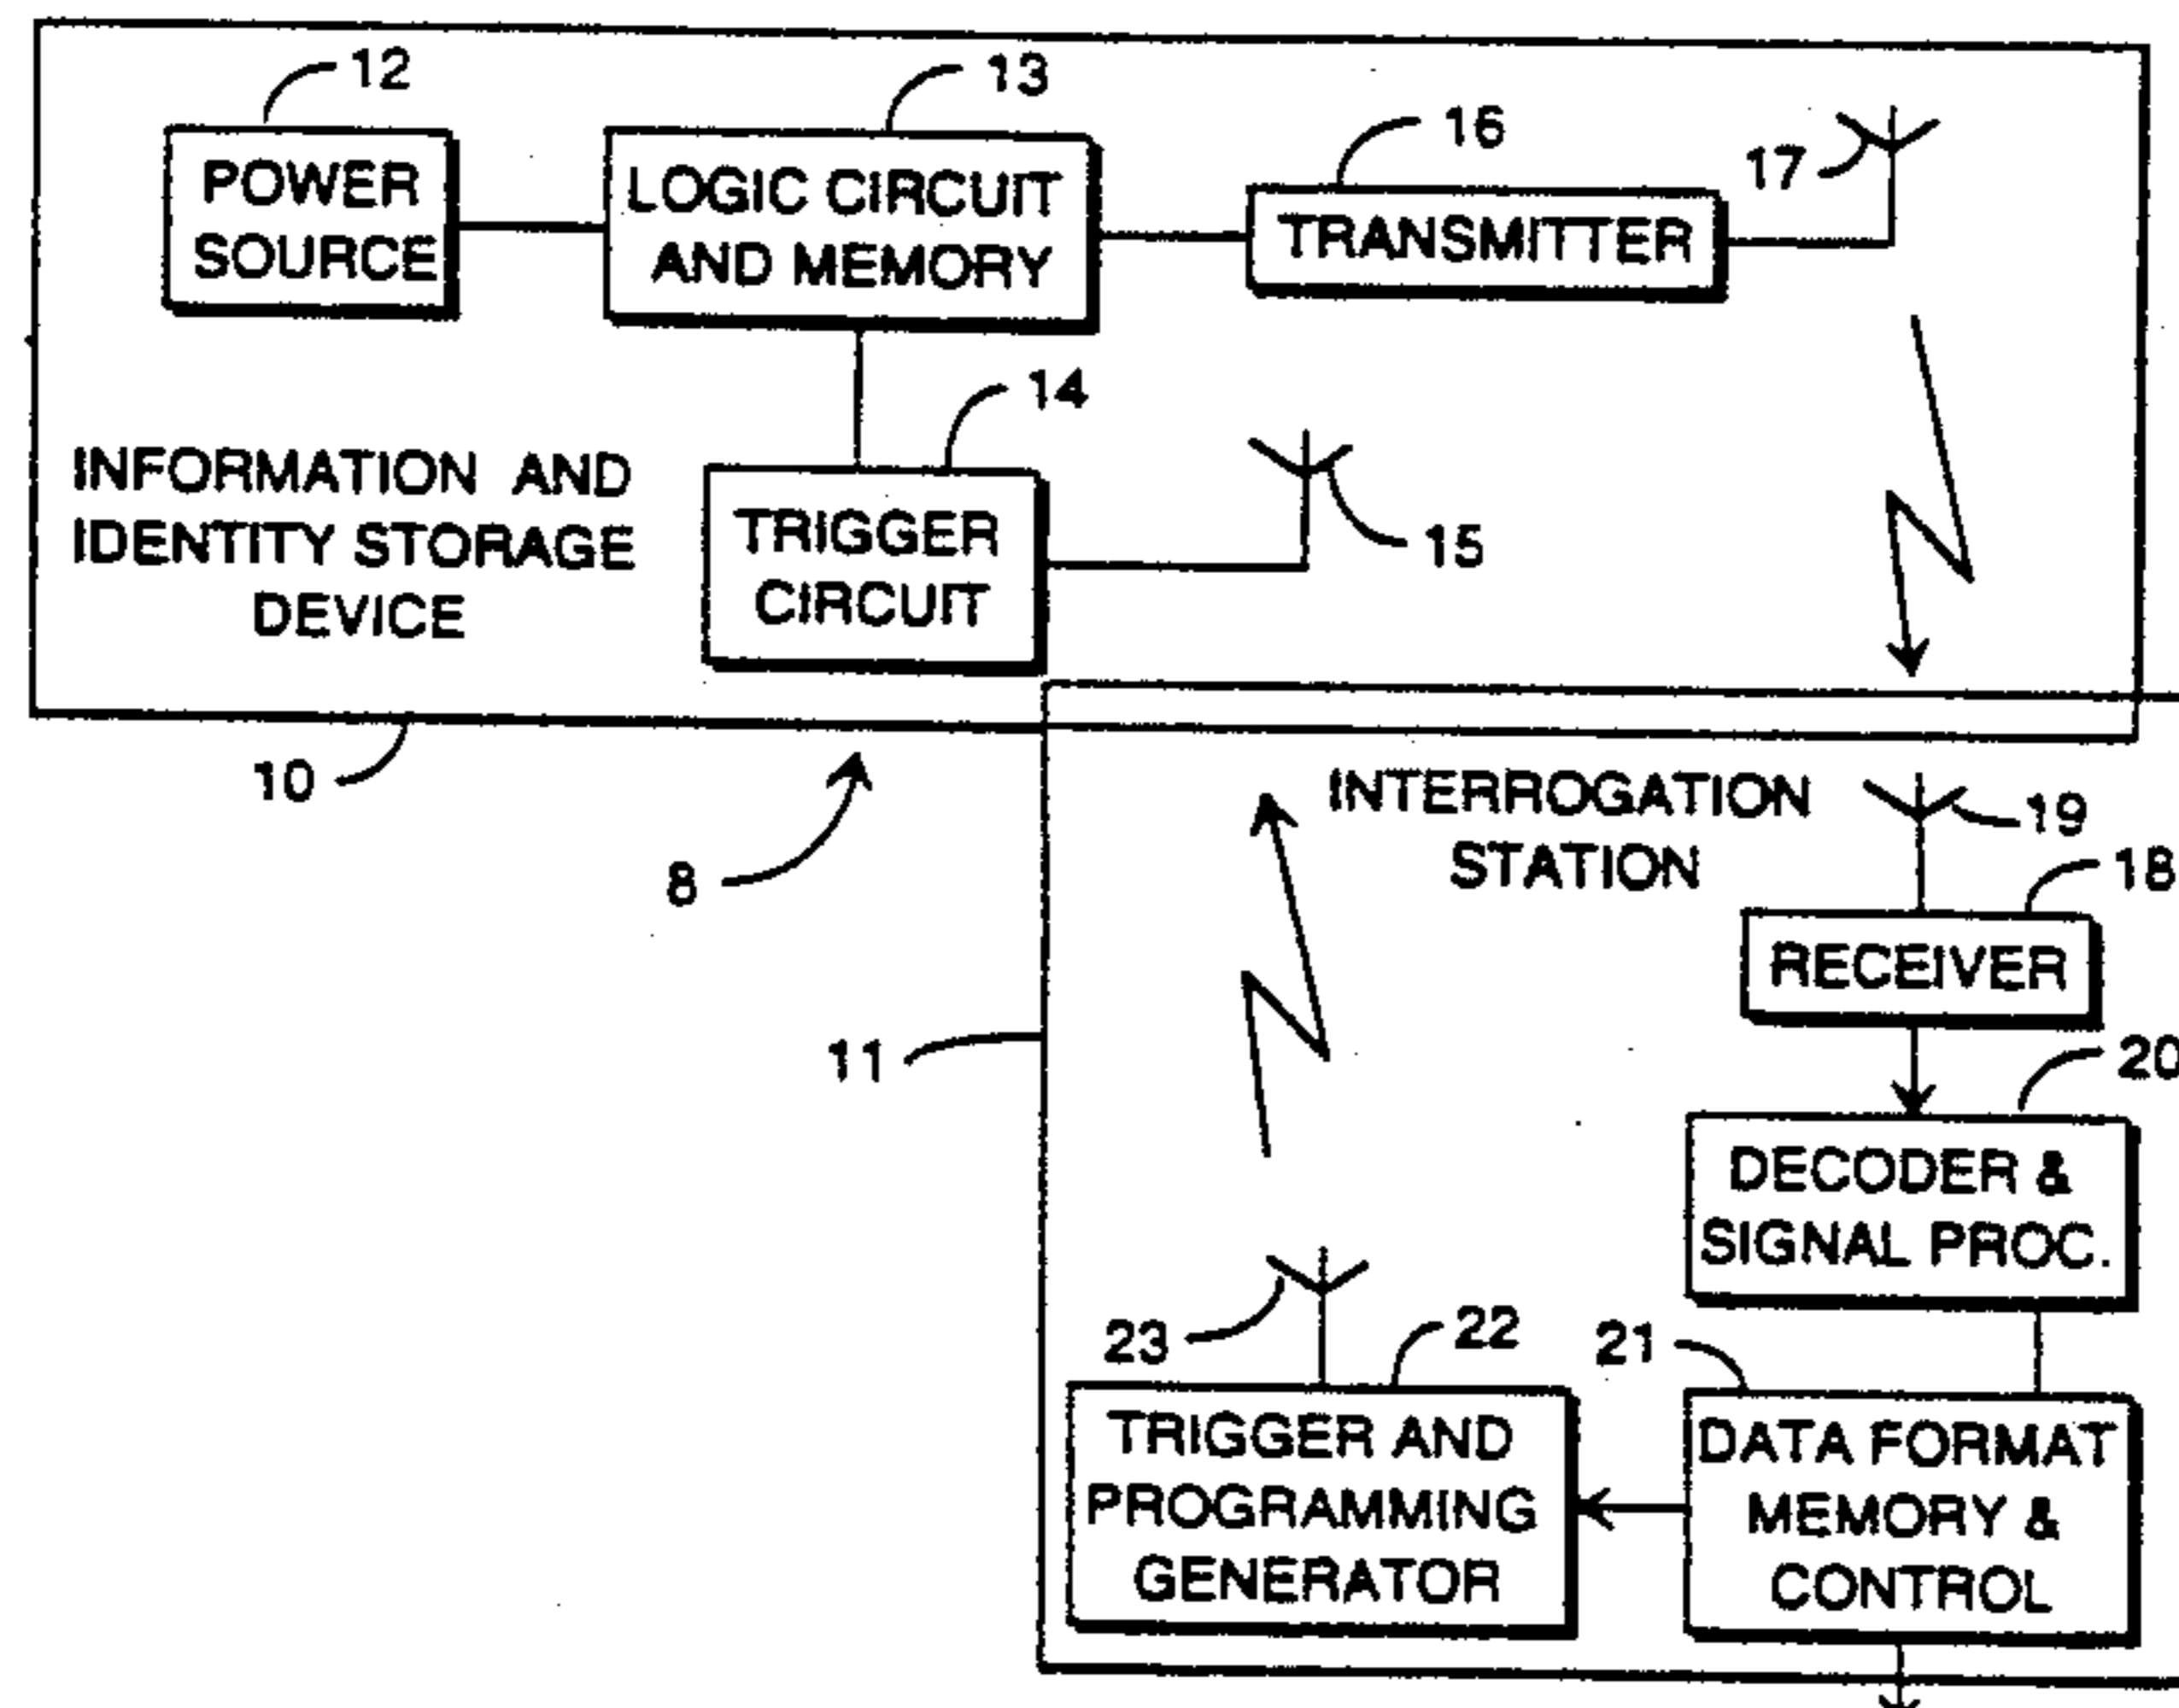 12
13
16
17
POWER
SOURCE
LOGIC CIRCUIT
AND MEMORY
TRANSMITTER
14
15
INFORMATION AND
IDENTITY STORAGE
DEVICE
TRIGGER
CIRCUIT
10
8
INTERROGATION
STATION
19
18
RECEIVER
11
20
DECODER &
SIGNAL PROC.
23
22
21
TRIGGER AND
PROGRAMMING
GENERATOR
DATA FORMAT
MEMORY &
CONTROL